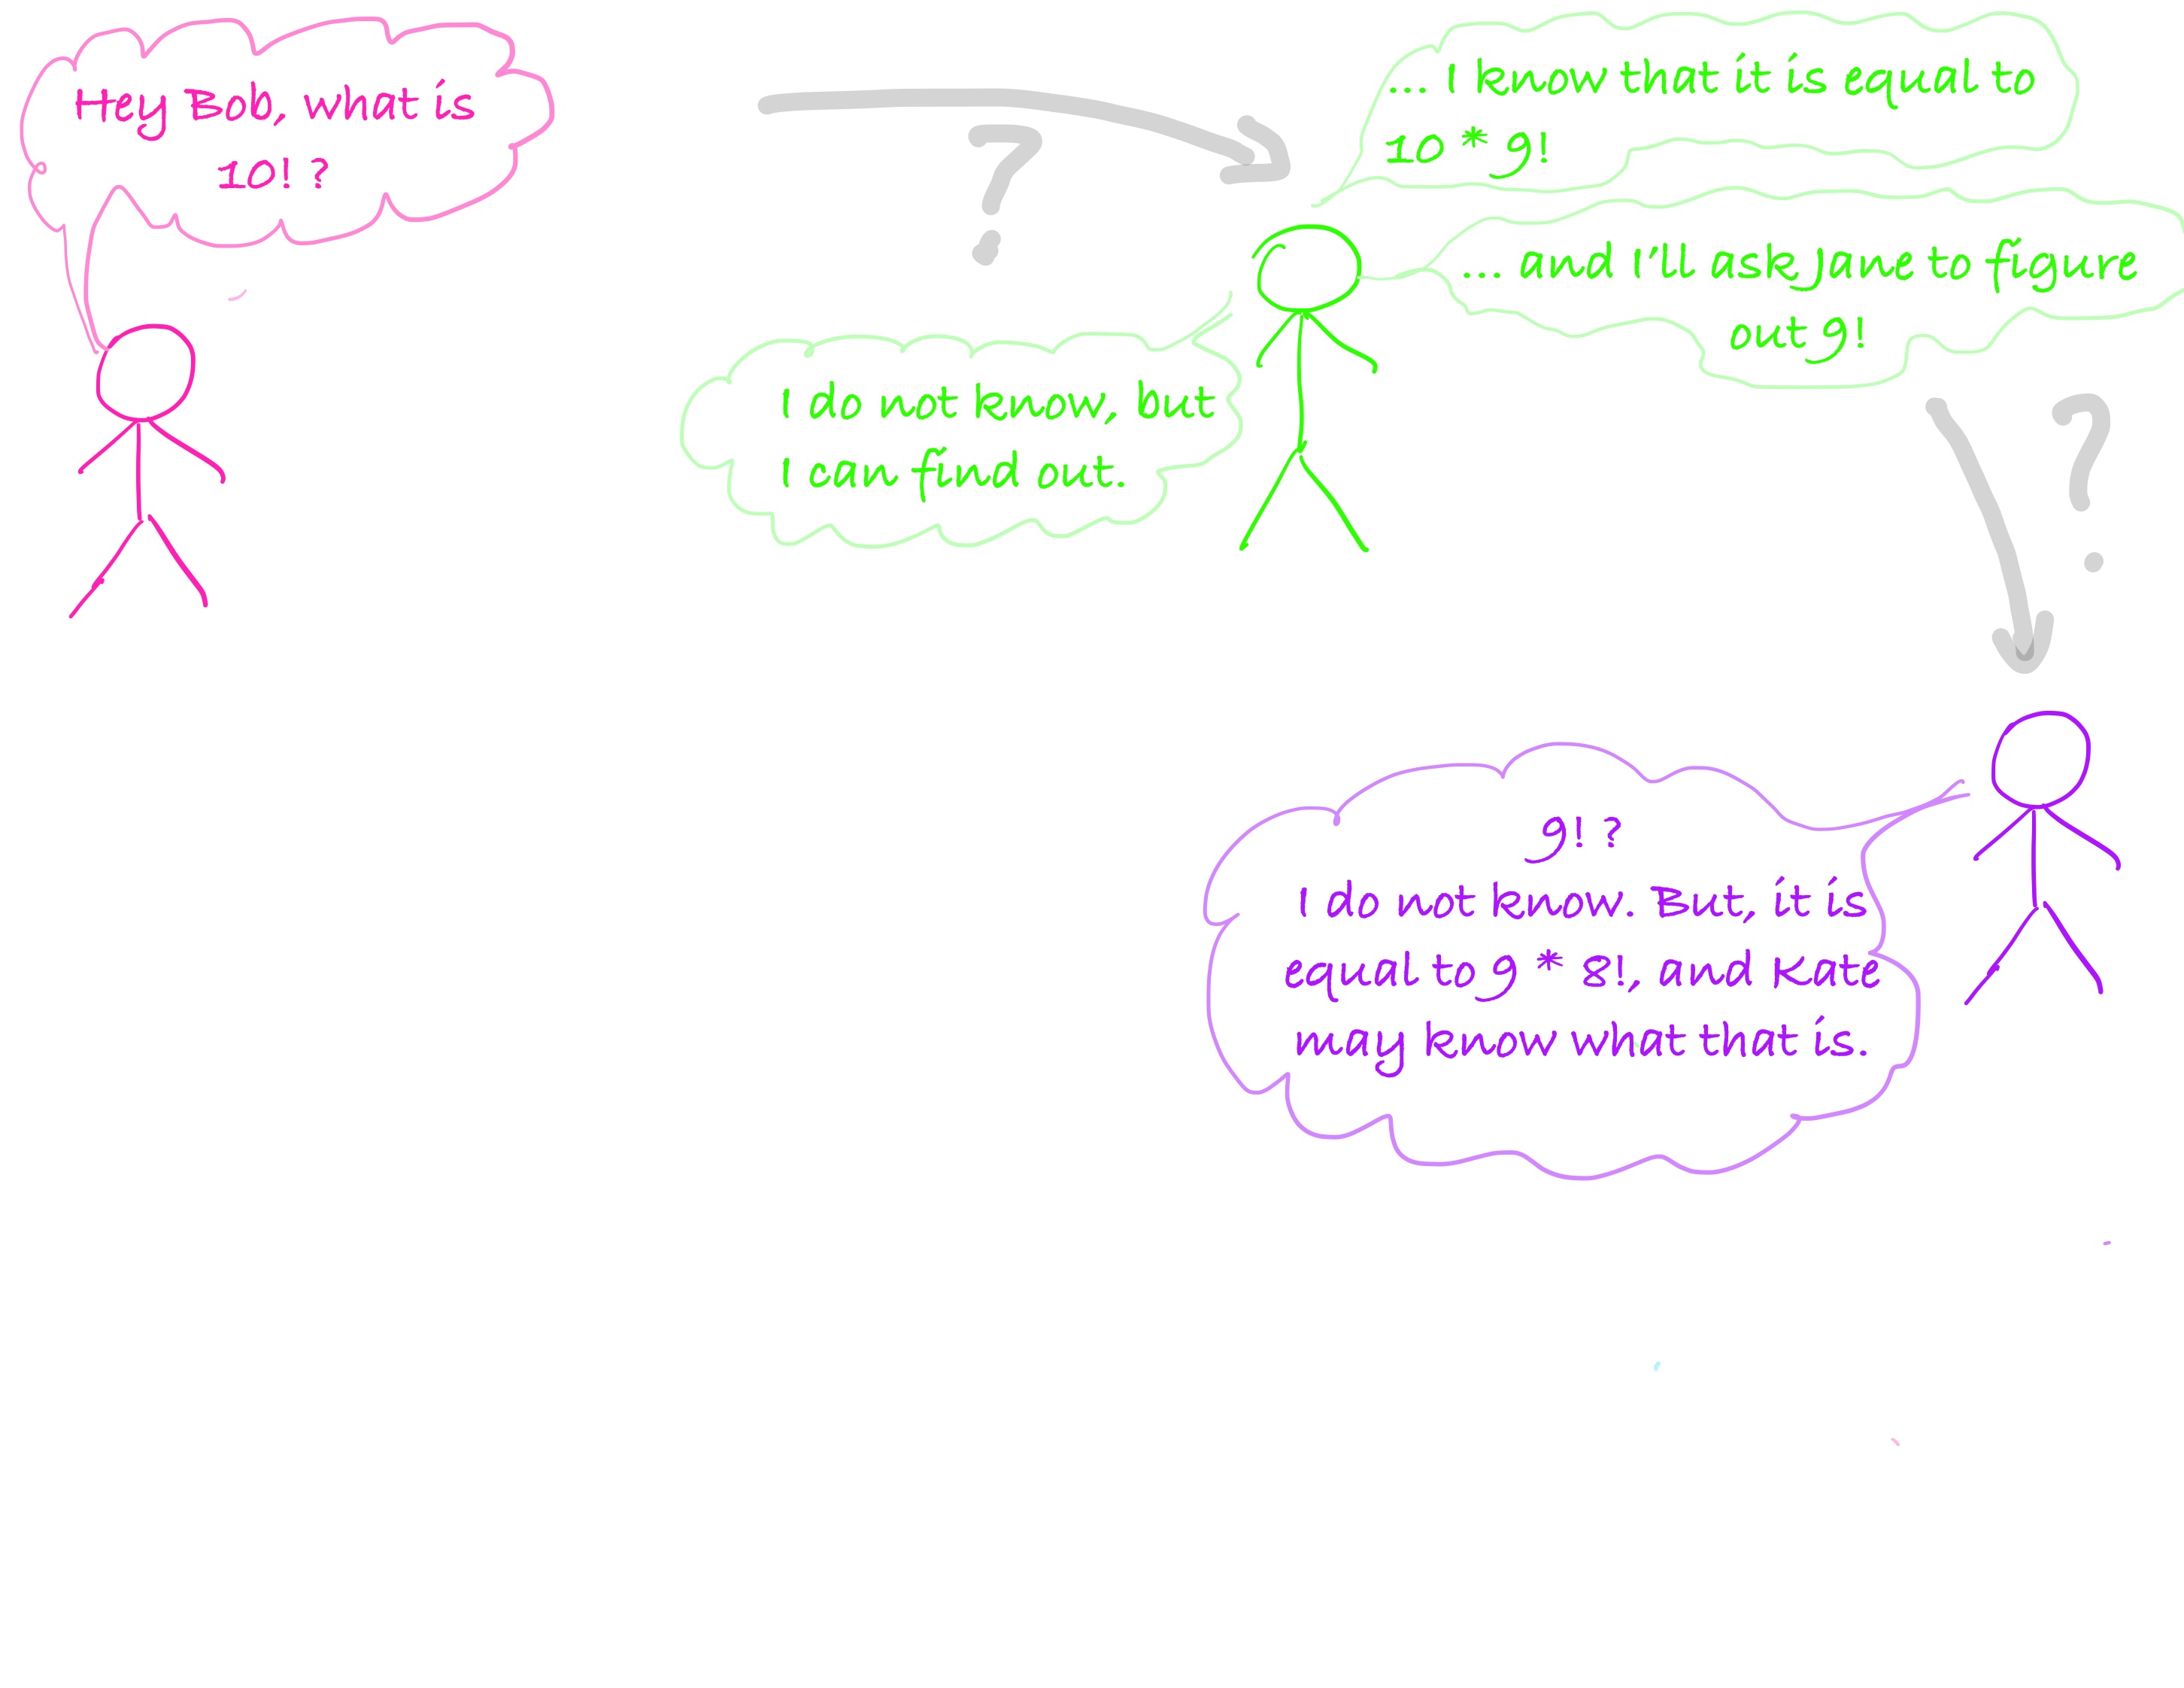 Hey Bob, what is
10! ?
... I know that it is equal to
10 * 9!
... and I'll ask Jane to figure
out 9!
I do not know, but
I can find out.
?
?
9! ?
I do not know. But, it is
equal to 9 * 8!, and Kate
may know what that is.